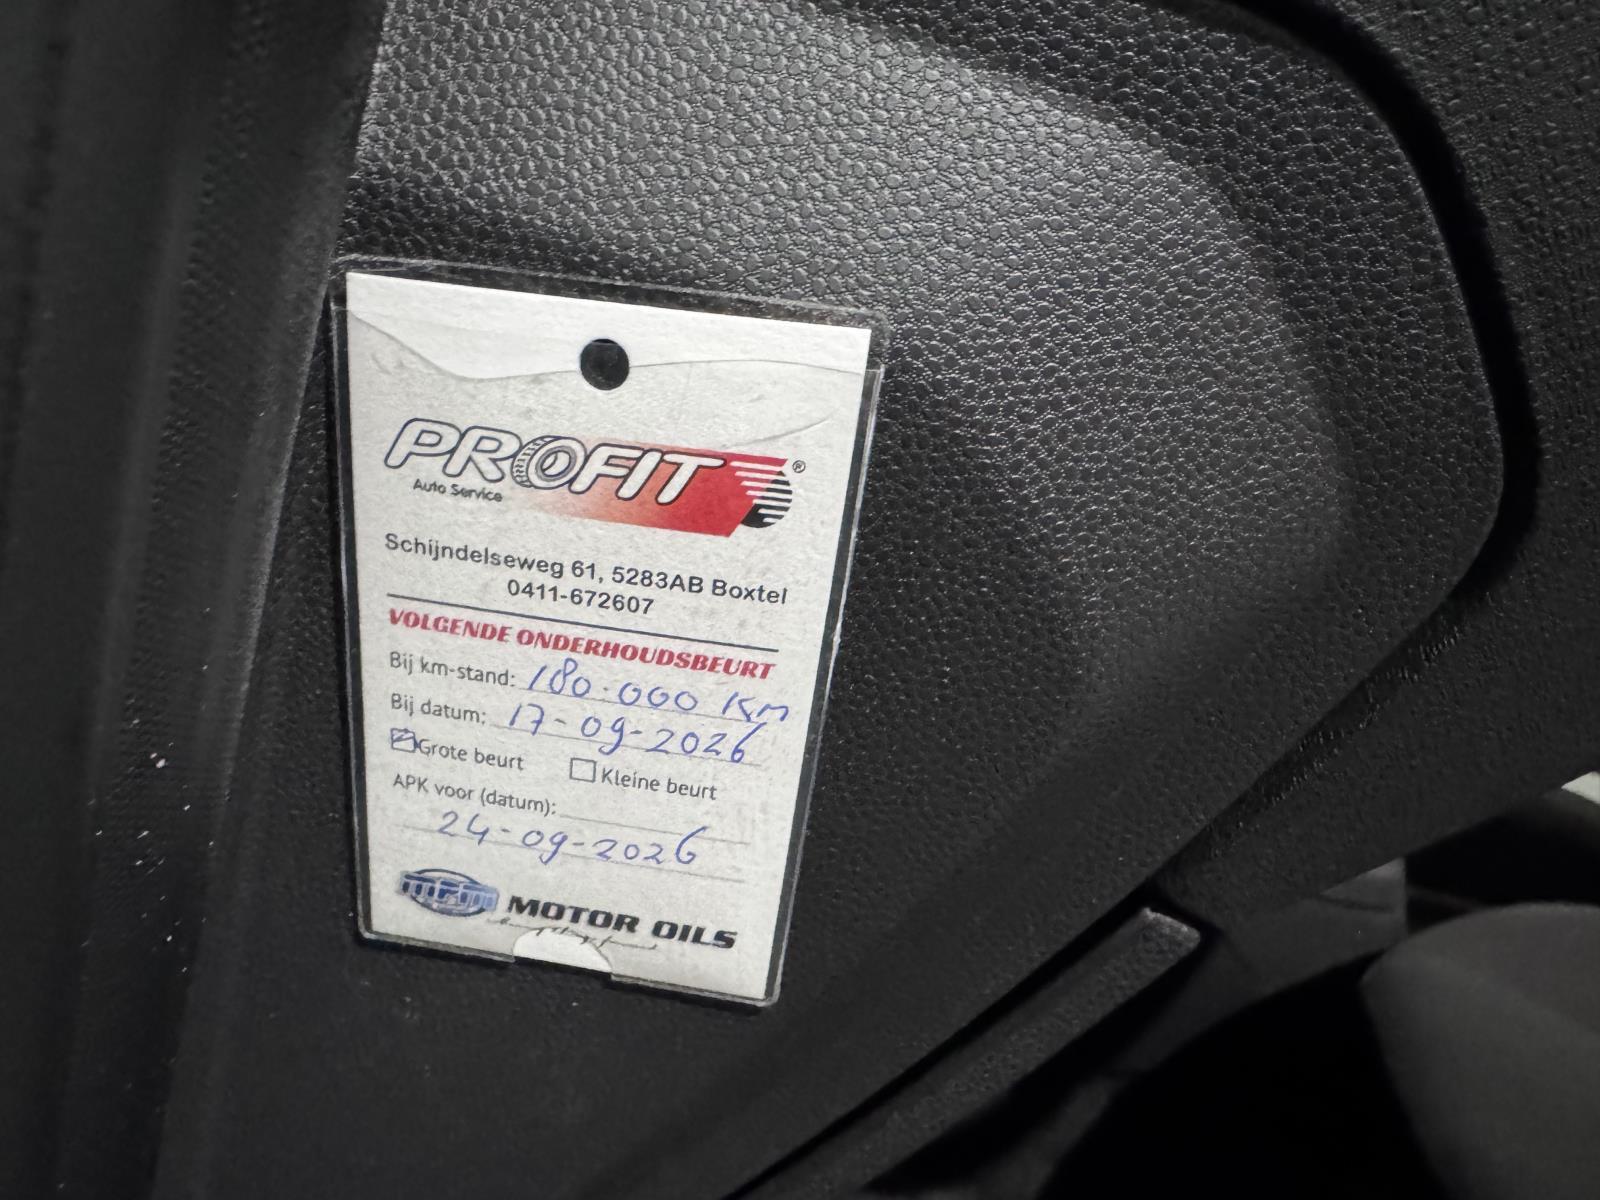 PROFIT ®
Auto Service
Schijndelseweg 61, 5283AB Boxtel
0411-672607
VOLGENDE ONDERHOUDSBEURT
Bij km-stand: 180.000 Km
Bij datum: 17-09-2026
Grote beurt Kleine beurt
APK voor (datum):
24-09-2026
MOTOR OILS